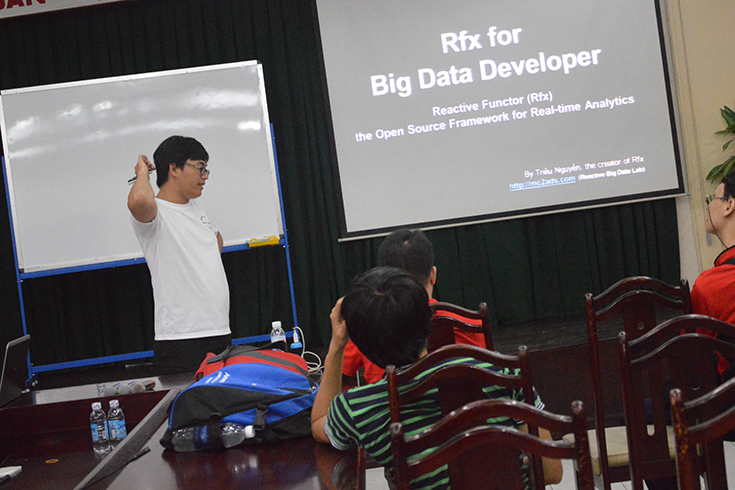 Rfx for
Big Data Developer
Reactive Functor (Rfx)
the Open Source Framework for Real-time Analytics
By Triều Nguyễn, the creator of Rfx
http://mc2ads.com (Reactive Big Data Lab)